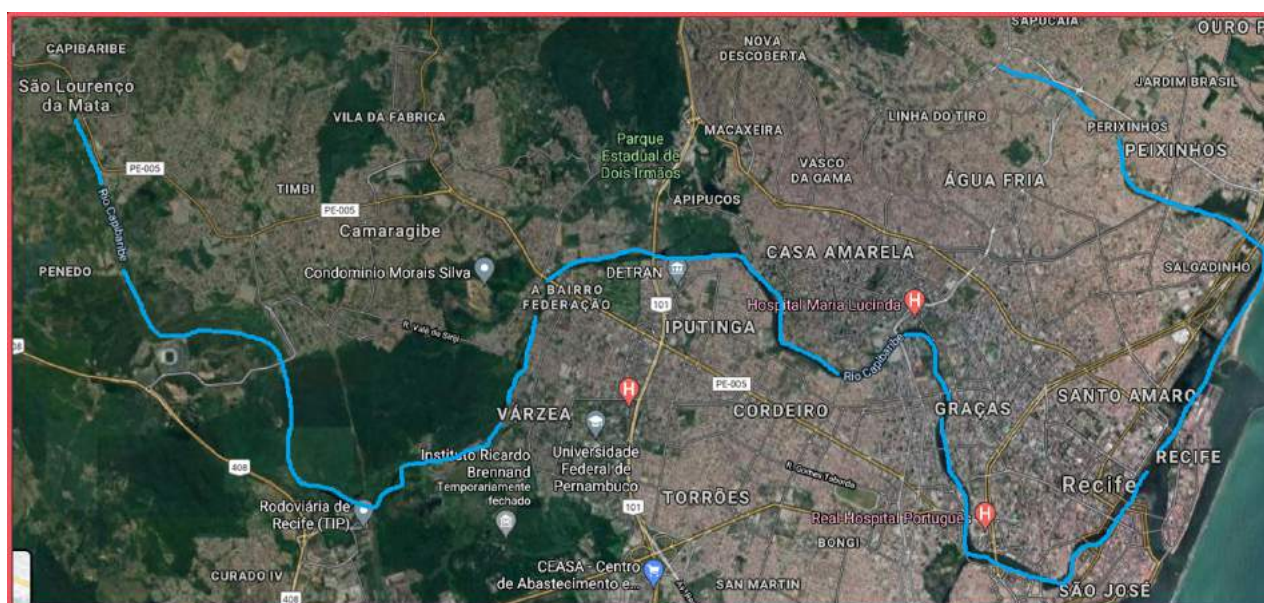 SAPUCAIA
OURO P
NOVA
DESCOBERTA
CAPIBARIBE
JARDIM BRASIL
São Lourenço
da Mata
VILA DA FABRICA
LINHA DO TIRO
PERIXINHOS
MACAXEIRA
Parque
Estadual de
Dois Irmãos
PEIXINHOS
VASCO
DA GAMA
PE-005
ÁGUA FRIA
TIMBI
APIPUCOS
Rio Capibaribe
PE-005
Camaragibe
CASA AMARELA
PENEDO
Condomínio Morais Silva
DETRAN
SALGADINHO
A BAIRRO
FEDERAÇÃO
101
Hospital Maria Lucinda
H
IPUTINGA
08
Rio Capibaribe
PE-005
H
SANTO AMARO
VÁRZEA
CORDEIRO
GRAÇAS
Universidade
Federal de
Pernambuco
Instituto Ricardo
Brennand
Temporariamente
fechado
RECIFE
408
R. Gomes Taborda
Recife
TORRÕES
101
Rodoviária de
Recife (TIP)
Real Hospital Português
H
BONGI
CEASA - Centro
de Abastecimento e...
CURADO IV
SAN MARTIN
SÃO JOSÉ
408